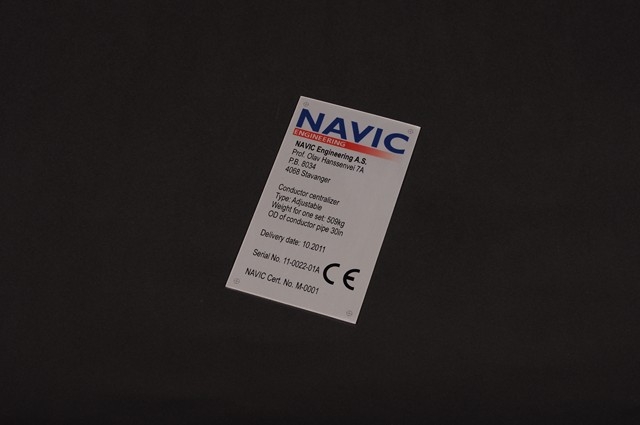 NAVIC
ENGINEERING
NAVIC Engineering A.S.
Prof. Olav Hanssenvei 7A
P.B. 8034
4068 Stavanger
Conductor centralizer
Type: Adjustable
Weight for one set: 509kg
OD of conductor pipe 30in
Delivery date: 10.2011
Serial No. 11-0022-01A
CE
NAVIC Cert. No. M-0001